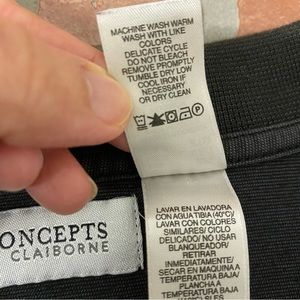 MACHINE WASH WARM
WASH WITH LIKE
COLORS
DELICATE CYCLE
DO NOT BLEACH
REMOVE PROMPTLY
TUMBLE DRY LOW
COOL IRON IF
NECESSARY
OR DRY CLEAN
P
ONCEPTS
CLAIBORNE
LAVAR EN LAVADORA
CON AGUA TIBIA (40°C)/
LAVAR CON COLORES
SIMILARES/ CICLO
DELICADO/ NO USAR
BLANQUEADOR/
RETIRAR
INMEDIATAMENTE/
SECAR EN MAQUINA A
TEMPERATURA BAJA/
PLANCHA A
TEMPERATURA BAJA